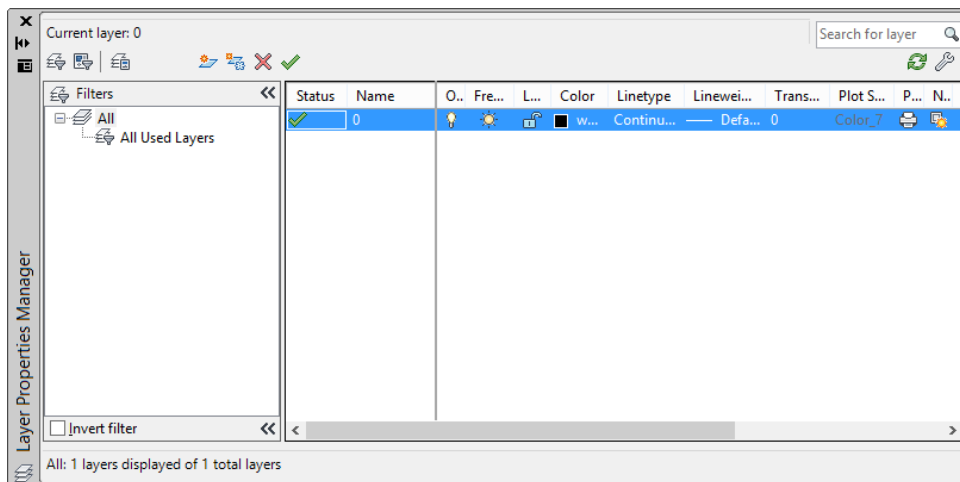 Current layer: 0
Search for layer
Filters
All
All Used Layers
Invert filter
Status Name O.. Fre... L... Color Linetype Linewei... Trans... Plot S... P... N..
0 w... Continu... Defa... 0 Color_7
All: 1 layers displayed of 1 total layers
Layer Properties Manager